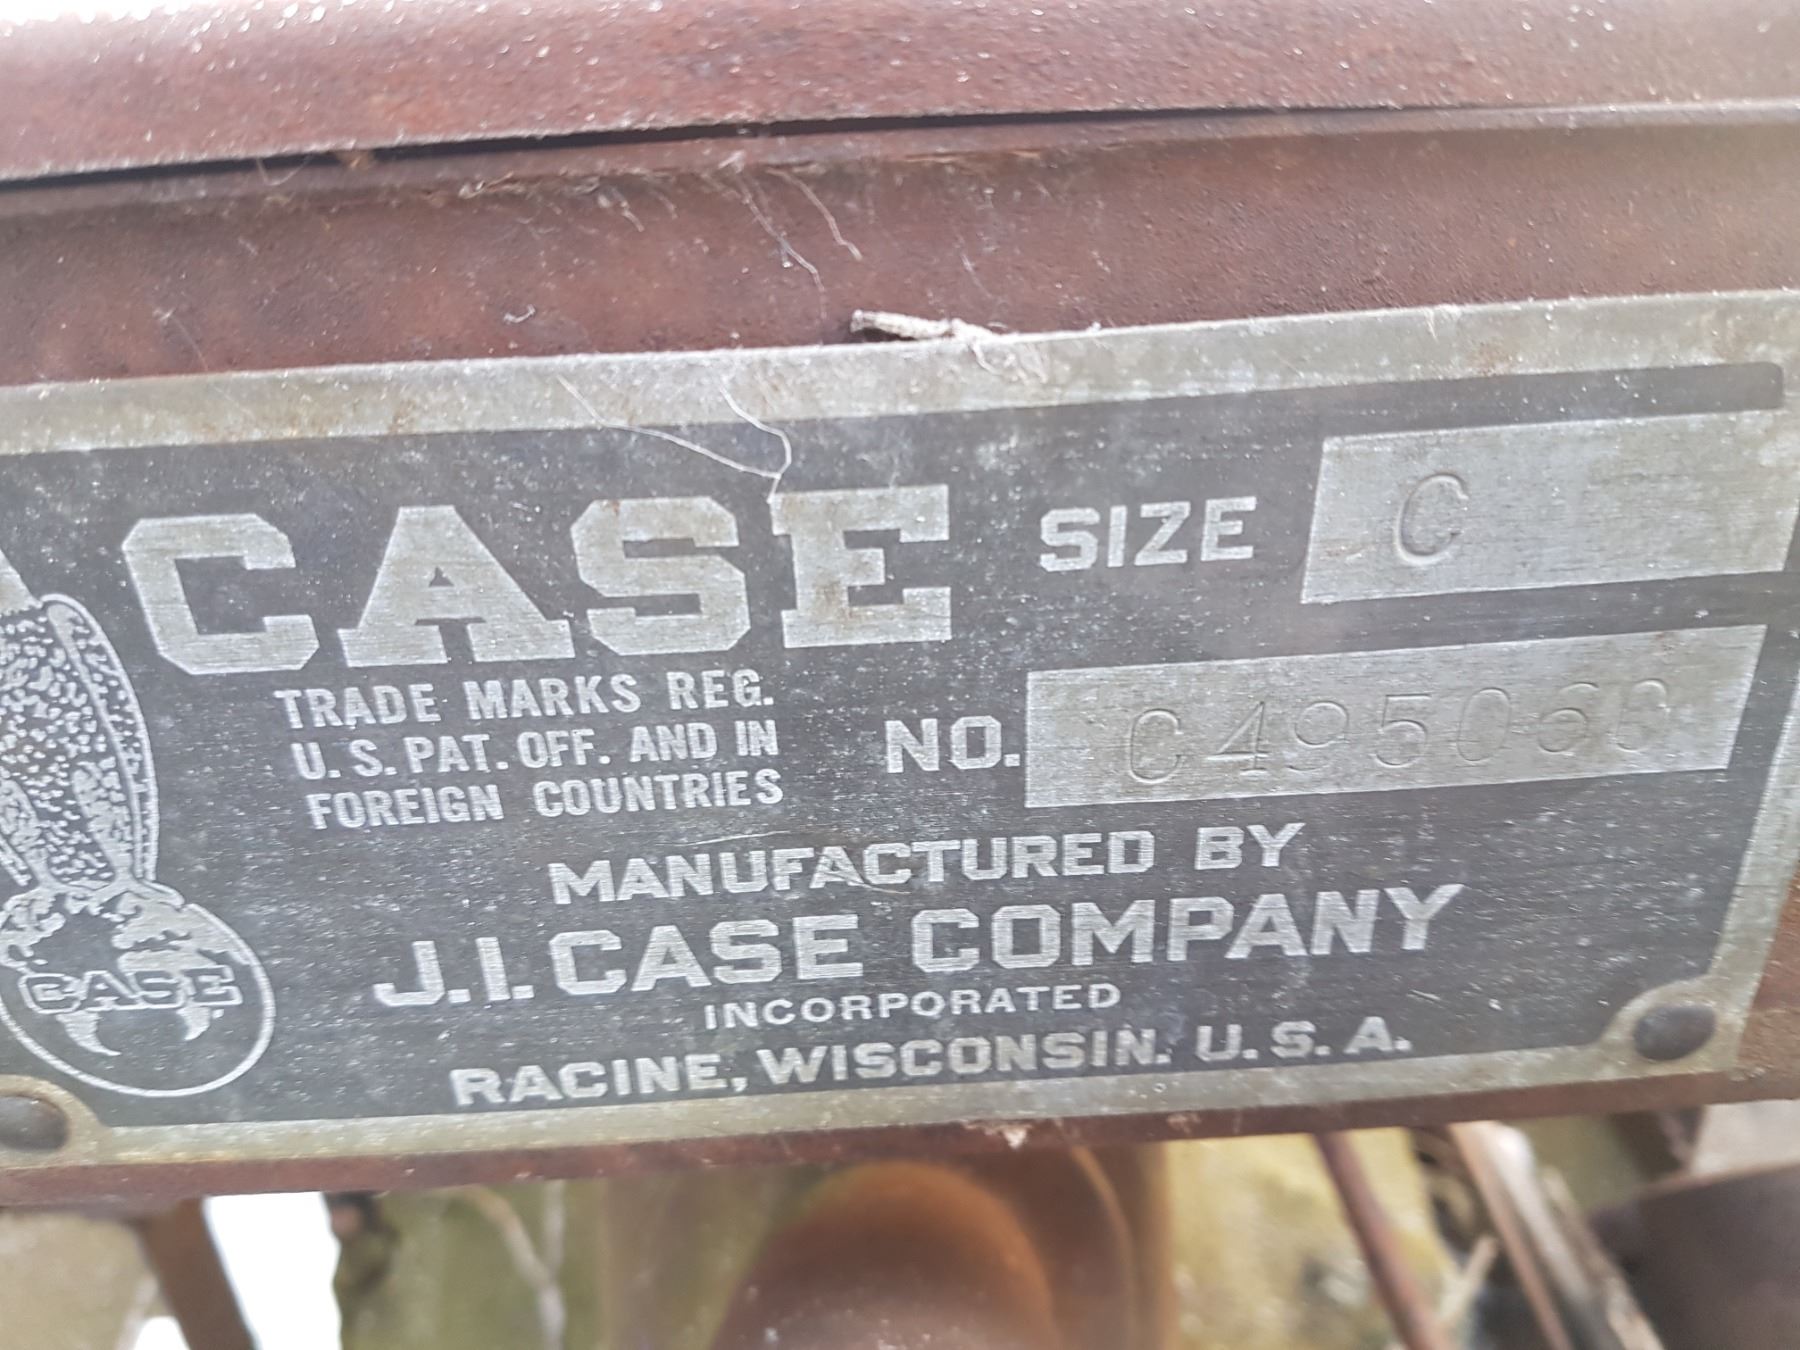 CASE
SIZE C
TRADE MARKS REG.
U.S. PAT. OFF. AND IN
FOREIGN COUNTRIES
NO.
MANUFACTURED BY
J.I. CASE COMPANY
INCORPORATED
RACINE, WISCONSIN. U.S.A.
CASE